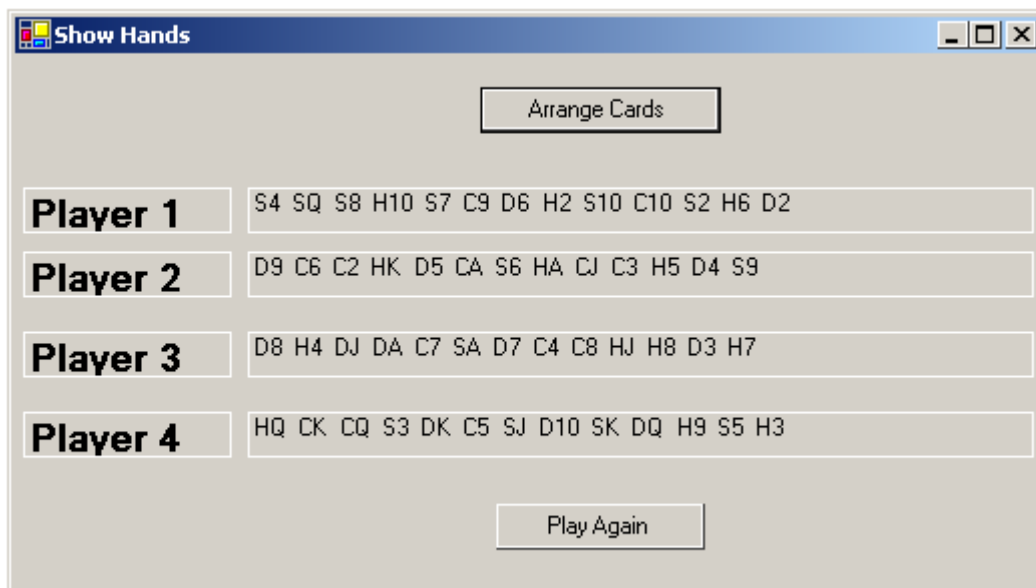 Show Hands
Arrange Cards
Player 1 S4 SQ S8 H10 S7 C9 D6 H2 S10 C10 S2 H6 D2
Player 2 D9 C6 C2 HK D5 CA S6 HA CJ C3 H5 D4 S9
Player 3 D8 H4 DJ DA C7 SA D7 C4 C8 HJ H8 D3 H7
Player 4 HQ CK CQ S3 DK C5 SJ D10 SK DQ H9 S5 H3
Play Again